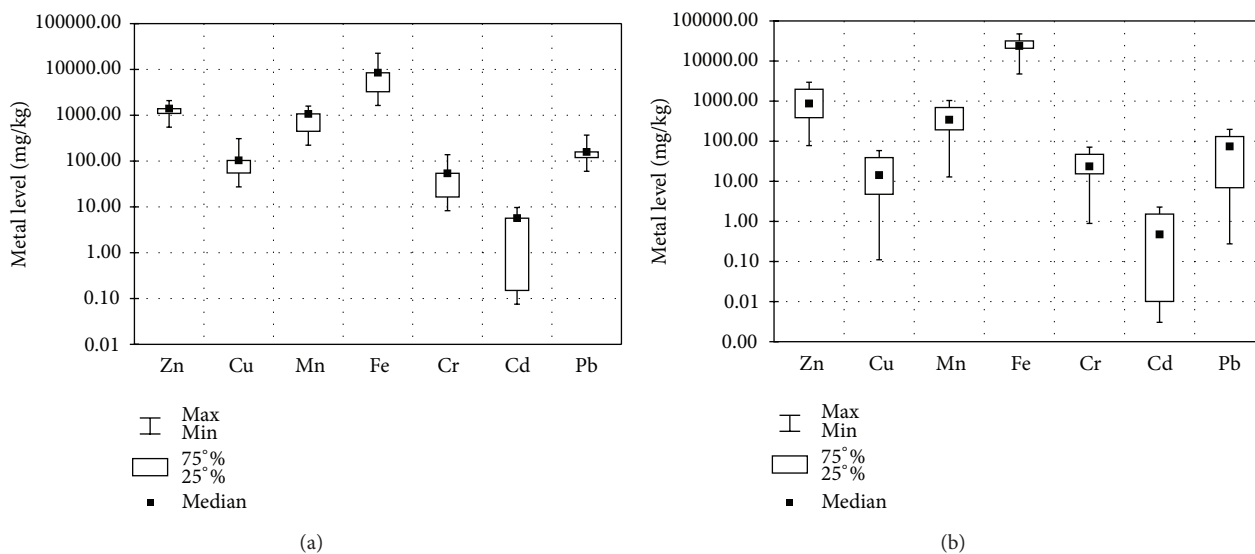 100000.00
10000.00
1000.00
100.00
10.00
1.00
0.10
0.01
Metal level (mg/kg)
Zn Cu Mn Fe Cr Cd Pb
Max
Min
75°%
25°%
Median
(a)
100000.00
10000.00
1000.00
100.00
10.00
1.00
0.10
0.01
0.00
Metal level (mg/kg)
Zn Cu Mn Fe Cr Cd Pb
Max
Min
75°%
25°%
Median
(b)